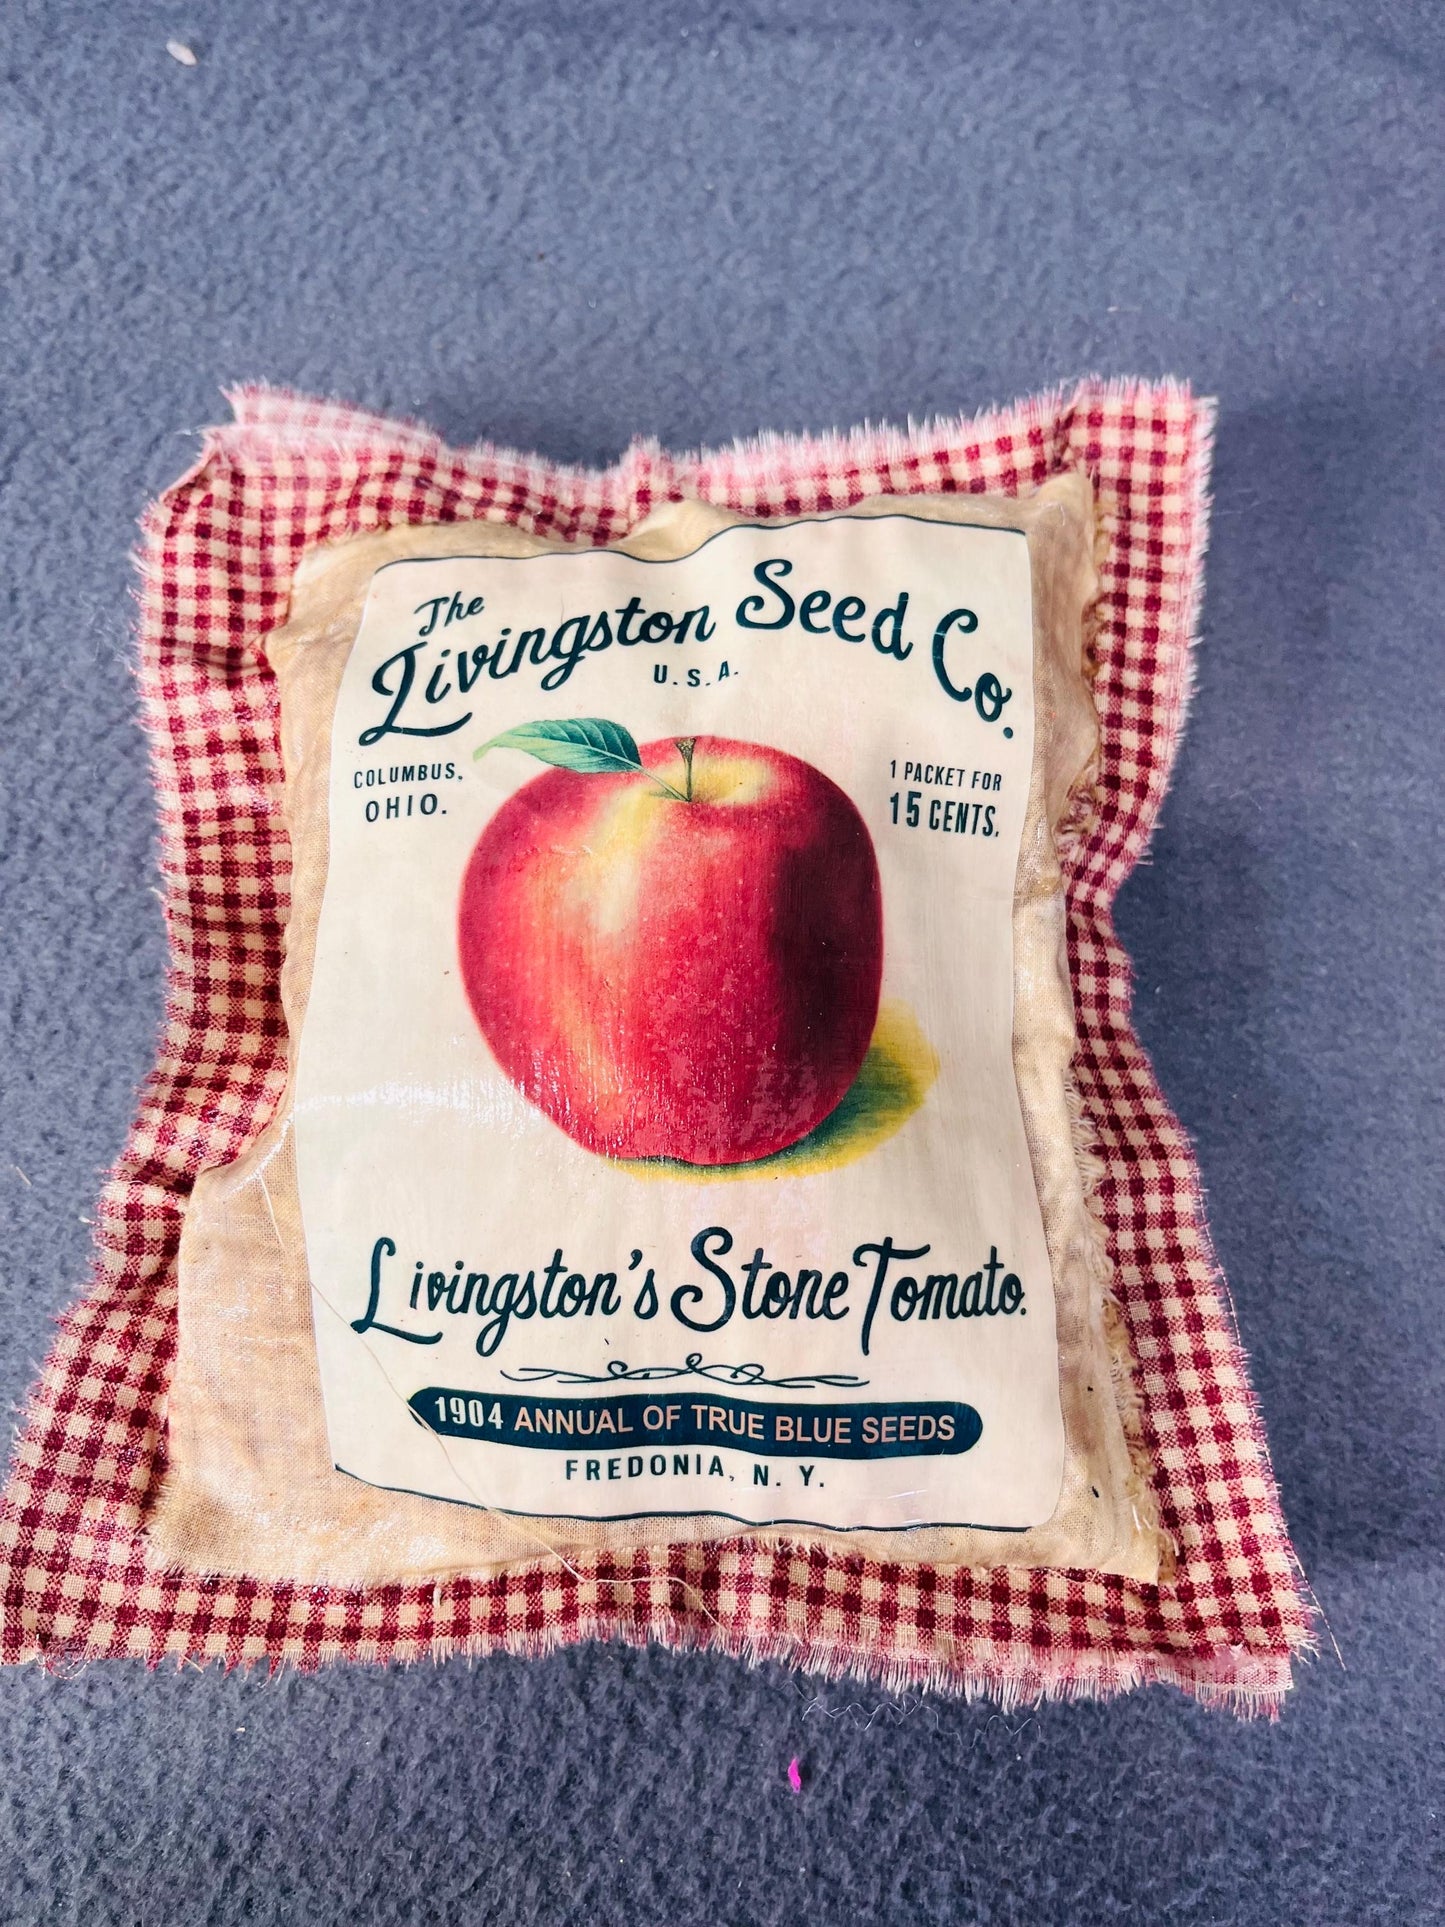 The
Livingston Seed Co.
U.S.A.
COLUMBUS,
OHIO.
1 PACKET FOR
15 CENTS.
Livingston's Stone Tomato.
1904 ANNUAL OF TRUE BLUE SEEDS
FREDONIA, N. Y.